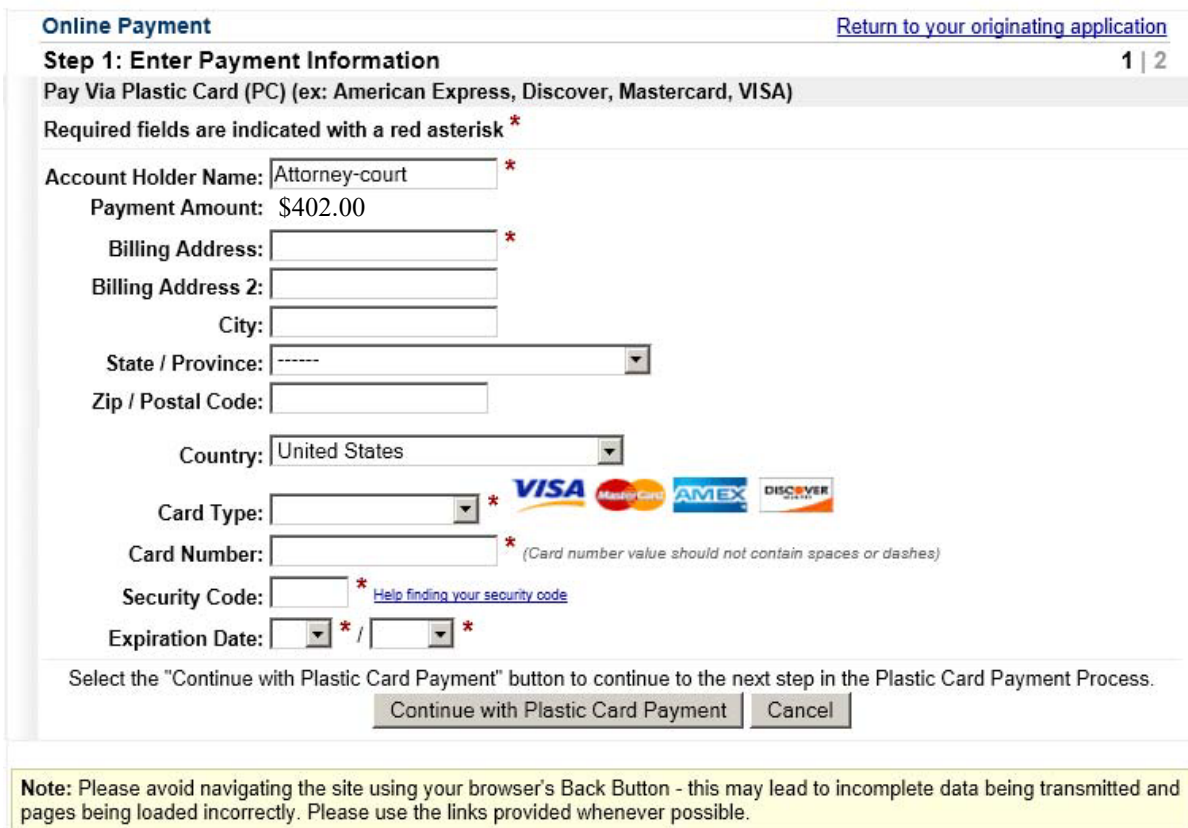 Online Payment Return to your originating application
Step 1: Enter Payment Information 1 | 2
Pay Via Plastic Card (PC) (ex: American Express, Discover, Mastercard, VISA)
Required fields are indicated with a red asterisk *
Account Holder Name: Attorney-court *
Payment Amount: $402.00
Billing Address: *
Billing Address 2:
City:
State / Province: ------
Zip / Postal Code:
Country: United States
Card Type: * VISA MasterCard AMEX DISCOVER
Card Number: * (Card number value should not contain spaces or dashes)
Security Code: * Help finding your security code
Expiration Date: * / *
Select the "Continue with Plastic Card Payment" button to continue to the next step in the Plastic Card Payment Process.
Continue with Plastic Card Payment Cancel
Note: Please avoid navigating the site using your browser's Back Button - this may lead to incomplete data being transmitted and
pages being loaded incorrectly. Please use the links provided whenever possible.